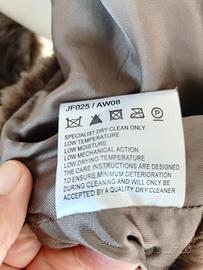 JF025 / AW08
SPECIALIST DRY CLEAN ONLY
LOW TEMPERATURE
LOW MOISTURE
LOW MECHANICAL ACTION
LOW DRYING TEMPERATURE
THE CARE INSTRUCTIONS ARE DESIGNED
TO ENSURE MINIMUM DETERIORATION
DURING CLEANING AND WILL ONLY BE
ACCEPTED BY A QUALITY DRY CLEANER